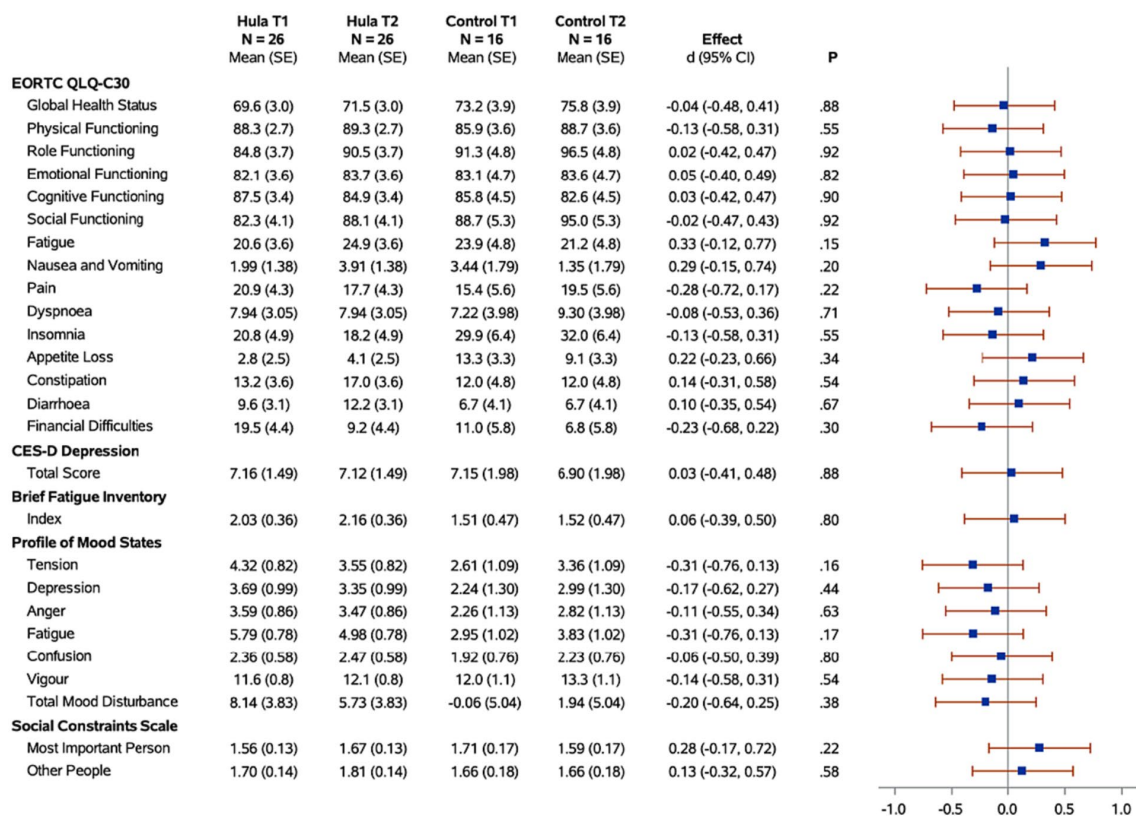 Hula T1 Hula T2 Control T1 Control T2
N = 26 N = 26 N = 16 N = 16 Effect
Mean (SE) Mean (SE) Mean (SE) Mean (SE) d (95% CI) P
EORTC QLQ-C30
Global Health Status 69.6 (3.0) 71.5 (3.0) 73.2 (3.9) 75.8 (3.9) -0.04 (-0.48, 0.41) .88
Physical Functioning 88.3 (2.7) 89.3 (2.7) 85.9 (3.6) 88.7 (3.6) -0.13 (-0.58, 0.31) .55
Role Functioning 84.8 (3.7) 90.5 (3.7) 91.3 (4.8) 96.5 (4.8) 0.02 (-0.42, 0.47) .92
Emotional Functioning 82.1 (3.6) 83.7 (3.6) 83.1 (4.7) 83.6 (4.7) 0.05 (-0.40, 0.49) .82
Cognitive Functioning 87.5 (3.4) 84.9 (3.4) 85.8 (4.5) 82.6 (4.5) 0.03 (-0.42, 0.47) .90
Social Functioning 82.3 (4.1) 88.1 (4.1) 88.7 (5.3) 95.0 (5.3) -0.02 (-0.47, 0.43) .92
Fatigue 20.6 (3.6) 24.9 (3.6) 23.9 (4.8) 21.2 (4.8) 0.33 (-0.12, 0.77) .15
Nausea and Vomiting 1.99 (1.38) 3.91 (1.38) 3.44 (1.79) 1.35 (1.79) 0.29 (-0.15, 0.74) .20
Pain 20.9 (4.3) 17.7 (4.3) 15.4 (5.6) 19.5 (5.6) -0.28 (-0.72, 0.17) .22
Dyspnoea 7.94 (3.05) 7.94 (3.05) 7.22 (3.98) 9.30 (3.98) -0.08 (-0.53, 0.36) .71
Insomnia 20.8 (4.9) 18.2 (4.9) 29.9 (6.4) 32.0 (6.4) -0.13 (-0.58, 0.31) .55
Appetite Loss 2.8 (2.5) 4.1 (2.5) 13.3 (3.3) 9.1 (3.3) 0.22 (-0.23, 0.66) .34
Constipation 13.2 (3.6) 17.0 (3.6) 12.0 (4.8) 12.0 (4.8) 0.14 (-0.31, 0.58) .54
Diarrhoea 9.6 (3.1) 12.2 (3.1) 6.7 (4.1) 6.7 (4.1) 0.10 (-0.35, 0.54) .67
Financial Difficulties 19.5 (4.4) 9.2 (4.4) 11.0 (5.8) 6.8 (5.8) -0.23 (-0.68, 0.22) .30
CES-D Depression
Total Score 7.16 (1.49) 7.12 (1.49) 7.15 (1.98) 6.90 (1.98) 0.03 (-0.41, 0.48) .88
Brief Fatigue Inventory
Index 2.03 (0.36) 2.16 (0.36) 1.51 (0.47) 1.52 (0.47) 0.06 (-0.39, 0.50) .80
Profile of Mood States
Tension 4.32 (0.82) 3.55 (0.82) 2.61 (1.09) 3.36 (1.09) -0.31 (-0.76, 0.13) .16
Depression 3.69 (0.99) 3.35 (0.99) 2.24 (1.30) 2.99 (1.30) -0.17 (-0.62, 0.27) .44
Anger 3.59 (0.86) 3.47 (0.86) 2.26 (1.13) 2.82 (1.13) -0.11 (-0.55, 0.34) .63
Fatigue 5.79 (0.78) 4.98 (0.78) 2.95 (1.02) 3.83 (1.02) -0.31 (-0.76, 0.13) .17
Confusion 2.36 (0.58) 2.47 (0.58) 1.92 (0.76) 2.23 (0.76) -0.06 (-0.50, 0.39) .80
Vigour 11.6 (0.8) 12.1 (0.8) 12.0 (1.1) 13.3 (1.1) -0.14 (-0.58, 0.31) .54
Total Mood Disturbance 8.14 (3.83) 5.73 (3.83) -0.06 (5.04) 1.94 (5.04) -0.20 (-0.64, 0.25) .38
Social Constraints Scale
Most Important Person 1.56 (0.13) 1.67 (0.13) 1.71 (0.17) 1.59 (0.17) 0.28 (-0.17, 0.72) .22
Other People 1.70 (0.14) 1.81 (0.14) 1.66 (0.18) 1.66 (0.18) 0.13 (-0.32, 0.57) .58
-1.0 -0.5 0.0 0.5 1.0